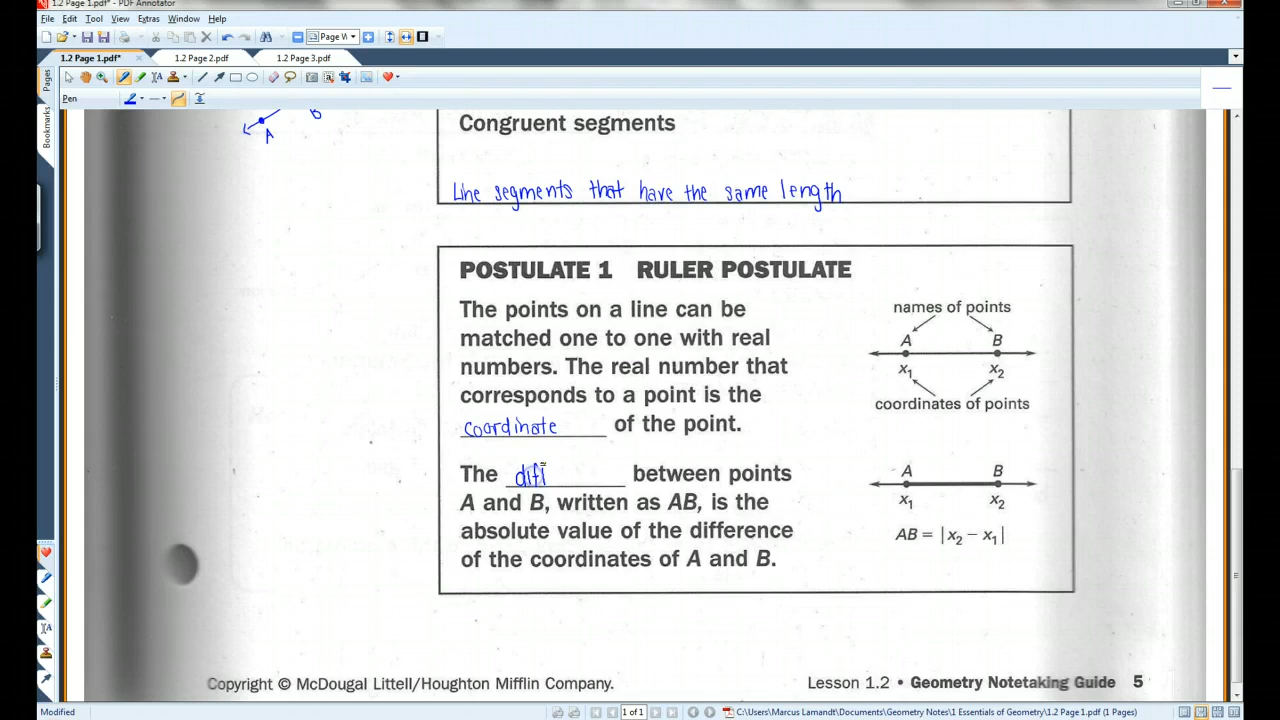 1.2 Page 1.pdf* - PDF Annotator
File Edit Tool View Extras Window Help
Page W
1.2 Page 1.pdf* 1.2 Page 2.pdf 1.2 Page 3.pdf
Pen
Pages
Bookmarks
A
B
Congruent segments
Line segments that have the same length
POSTULATE 1 RULER POSTULATE
The points on a line can be
matched one to one with real
numbers. The real number that
corresponds to a point is the
coordinate of the point.
The difi between points
A and B, written as AB, is the
absolute value of the difference
of the coordinates of A and B.
names of points
A B
x1 x2
coordinates of points
A B
x1 x2
AB = |x2 − x1|
Copyright © McDougal Littell/Houghton Mifflin Company.
Lesson 1.2 • Geometry Notetaking Guide 5
Modified
1 of 1
C:\Users\Marcus Lamandt\Documents\Geometry Notes\1 Essentials of Geometry\1.2 Page 1.pdf (1 Pages)